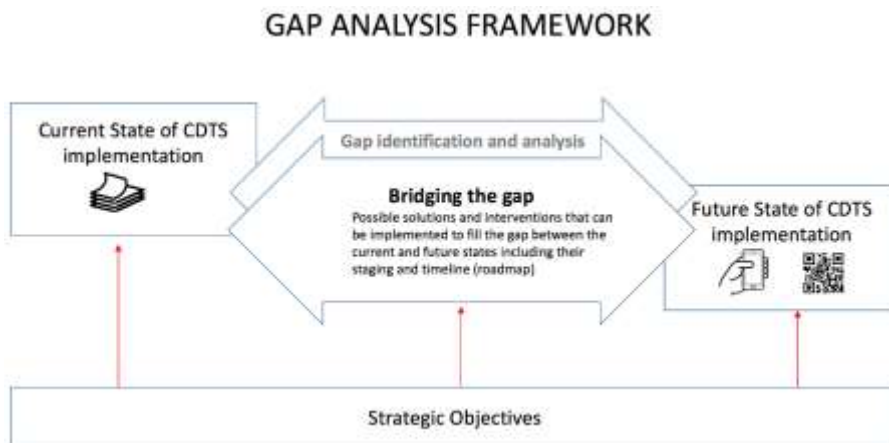 GAP ANALYSIS FRAMEWORK
Current State of CDTS
implementation
Gap identification and analysis
Bridging the gap
Possible solutions and interventions that can
be implemented to fill the gap between the
current and future states including their
staging and timeline (roadmap)
Future State of CDTS
implementation
Strategic Objectives